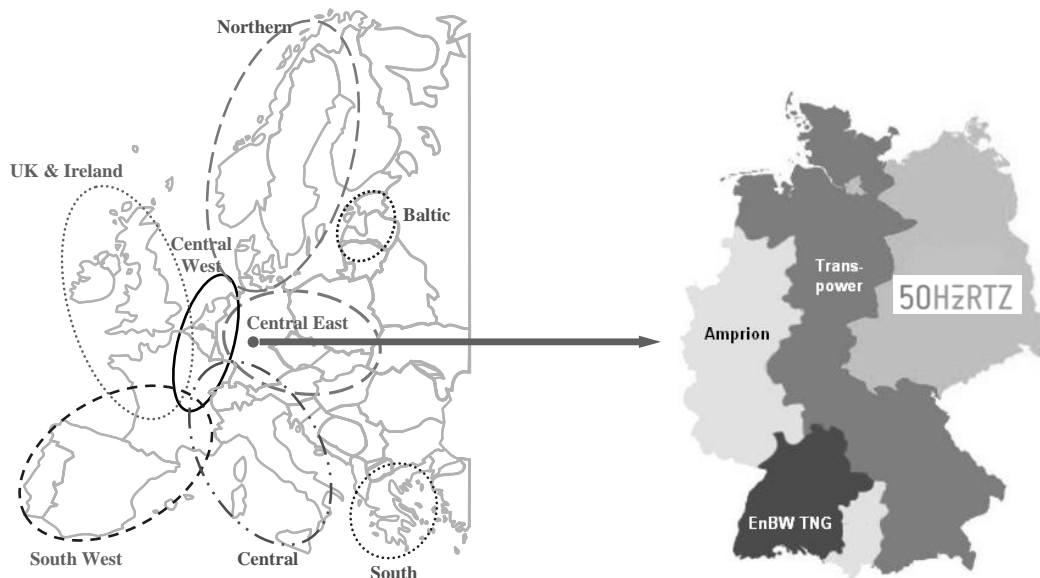 Northern
UK & Ireland
Baltic
Central
West
Central East
South West
Central
South
Trans-
power
50HzRTZ
Amprion
EnBW TNG